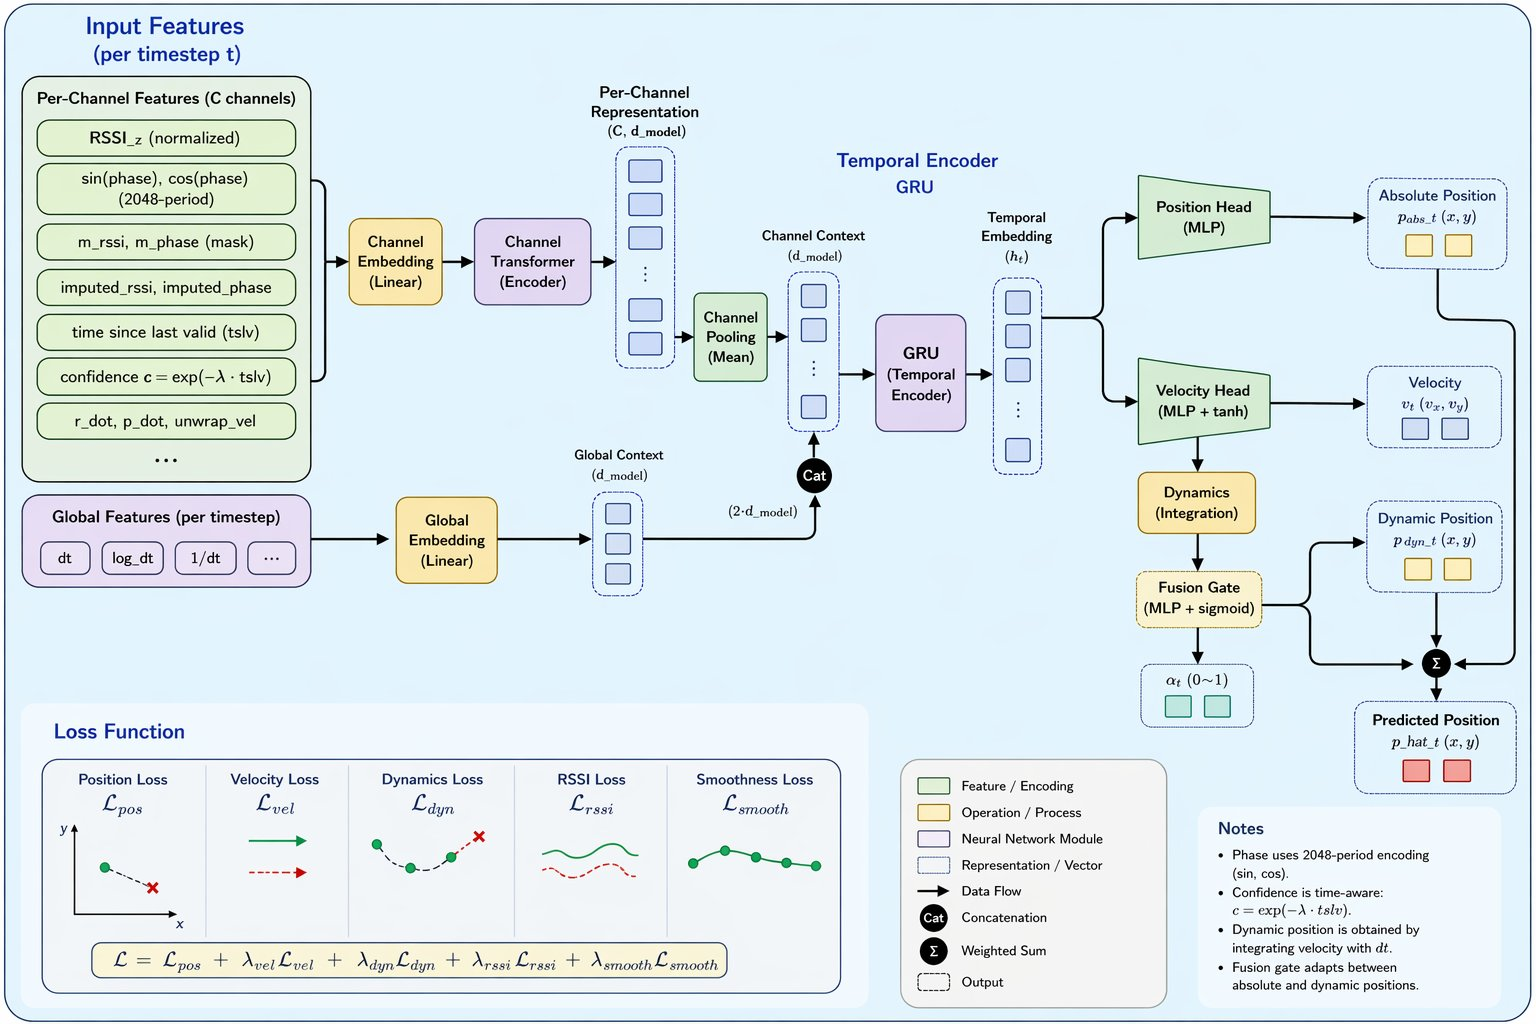 Input Features
(per timestep t)
Per-Channel Features (C channels)
RSSI_z (normalized)
sin(phase), cos(phase)
(2048-period)
m_rssi, m_phase (mask)
imputed_rssi, imputed_phase
time since last valid (tslv)
confidence c = exp(−λ · tslv)
r_dot, p_dot, unwrap_vel
...
Global Features (per timestep)
dt
log_dt
1/dt
...
Channel
Embedding
(Linear)
Channel
Transformer
(Encoder)
Per-Channel
Representation
(C, d_model)
⋮
Channel
Pooling
(Mean)
Global
Embedding
(Linear)
Global Context
(d_model)
Temporal Encoder
GRU
Channel Context
(d_model)
⋮
Cat
(2·d_model)
GRU
(Temporal
Encoder)
Temporal
Embedding
(h_t)
⋮
Position Head
(MLP)
Absolute Position
p_abs_t (x, y)
Velocity Head
(MLP + tanh)
Velocity
v_t (v_x, v_y)
Dynamics
(Integration)
Fusion Gate
(MLP + sigmoid)
Dynamic Position
p_dyn_t (x, y)
α_t (0~1)
Σ
Predicted Position
p_hat_t (x, y)
Loss Function
Position Loss
ℒ_pos
y
x
Velocity Loss
ℒ_vel
Dynamics Loss
ℒ_dyn
RSSI Loss
ℒ_rssi
Smoothness Loss
ℒ_smooth
ℒ = ℒ_pos + λ_vel ℒ_vel + λ_dyn ℒ_dyn + λ_rssi ℒ_rssi + λ_smooth ℒ_smooth
Feature / Encoding
Operation / Process
Neural Network Module
Representation / Vector
Data Flow
Cat Concatenation
Σ Weighted Sum
Output
Notes
• Phase uses 2048-period encoding
(sin, cos).
• Confidence is time-aware:
c = exp(−λ · tslv).
• Dynamic position is obtained by
integrating velocity with dt.
• Fusion gate adapts between
absolute and dynamic positions.